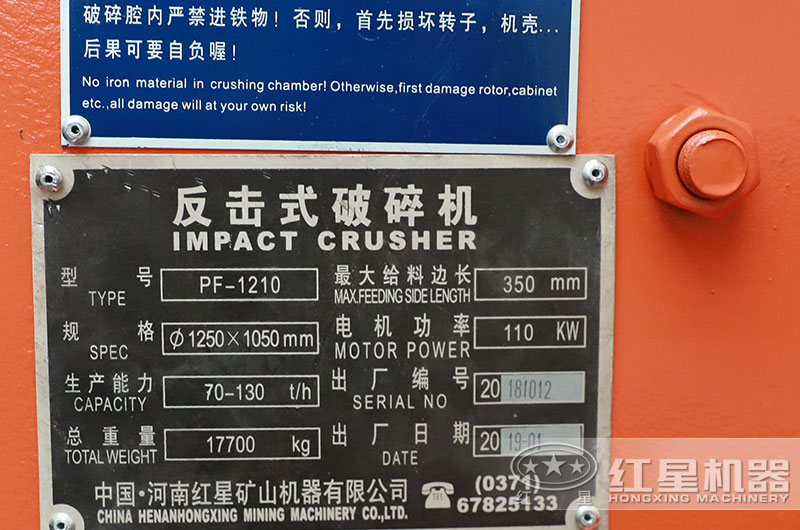 破碎腔内严禁进铁物！否则，首先损坏转子，机壳...
后果可要自负喔！
No iron material in crushing chamber! Otherwise,first damage rotor,cabinet
etc.,all damage will at your own risk!
反击式破碎机
IMPACT CRUSHER
型 号 PF-1210 最大给料边长 350 mm
TYPE MAX.FEEDING SIDE LENGTH
规 格 Φ1250×1050mm 电机功率 110 KW
SPEC MOTOR POWER
生产能力 70-130 t/h 出厂编号 20181012
CAPACITY SERIAL NO
总重量 17700 kg 出厂日期 2019-01
TOTAL WEIGHT DATE
中国·河南红星矿山机器有限公司 (0371)
CHINA HENANHONGXING MINING MACHINERY CO.,LTD. 67825133
红星机器
HONGXING MACHINERY